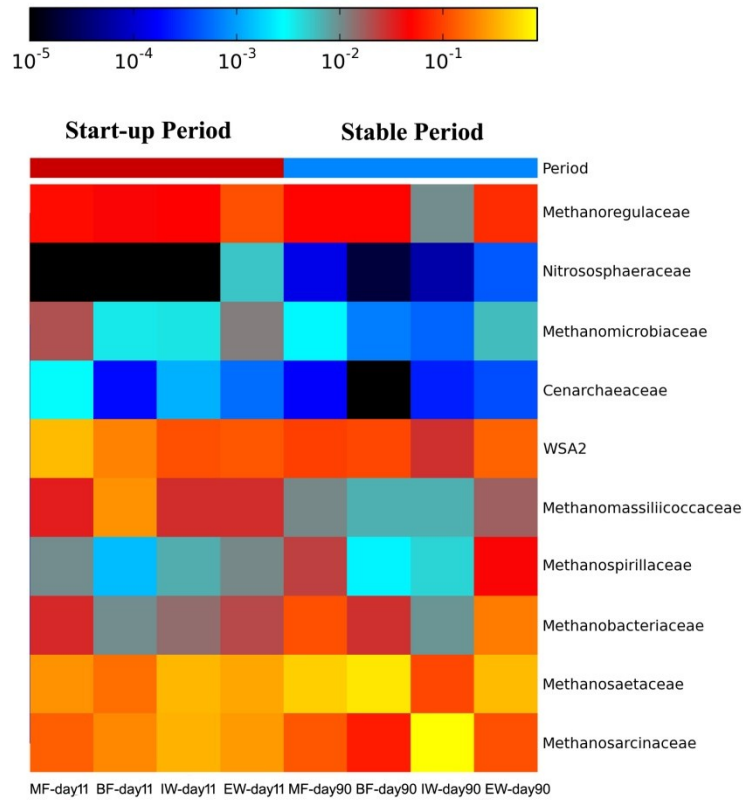 10-5 10-4 10-3 10-2 10-1
Start-up Period Stable Period
Period
Methanoregulaceae
Nitrososphaeraceae
Methanomicrobiaceae
Cenarchaeaceae
WSA2
Methanomassiliicoccaceae
Methanospirillaceae
Methanobacteriaceae
Methanosaetaceae
Methanosarcinaceae
MF-day11 BF-day11 IW-day11 EW-day11 MF-day90 BF-day90 IW-day90 EW-day90